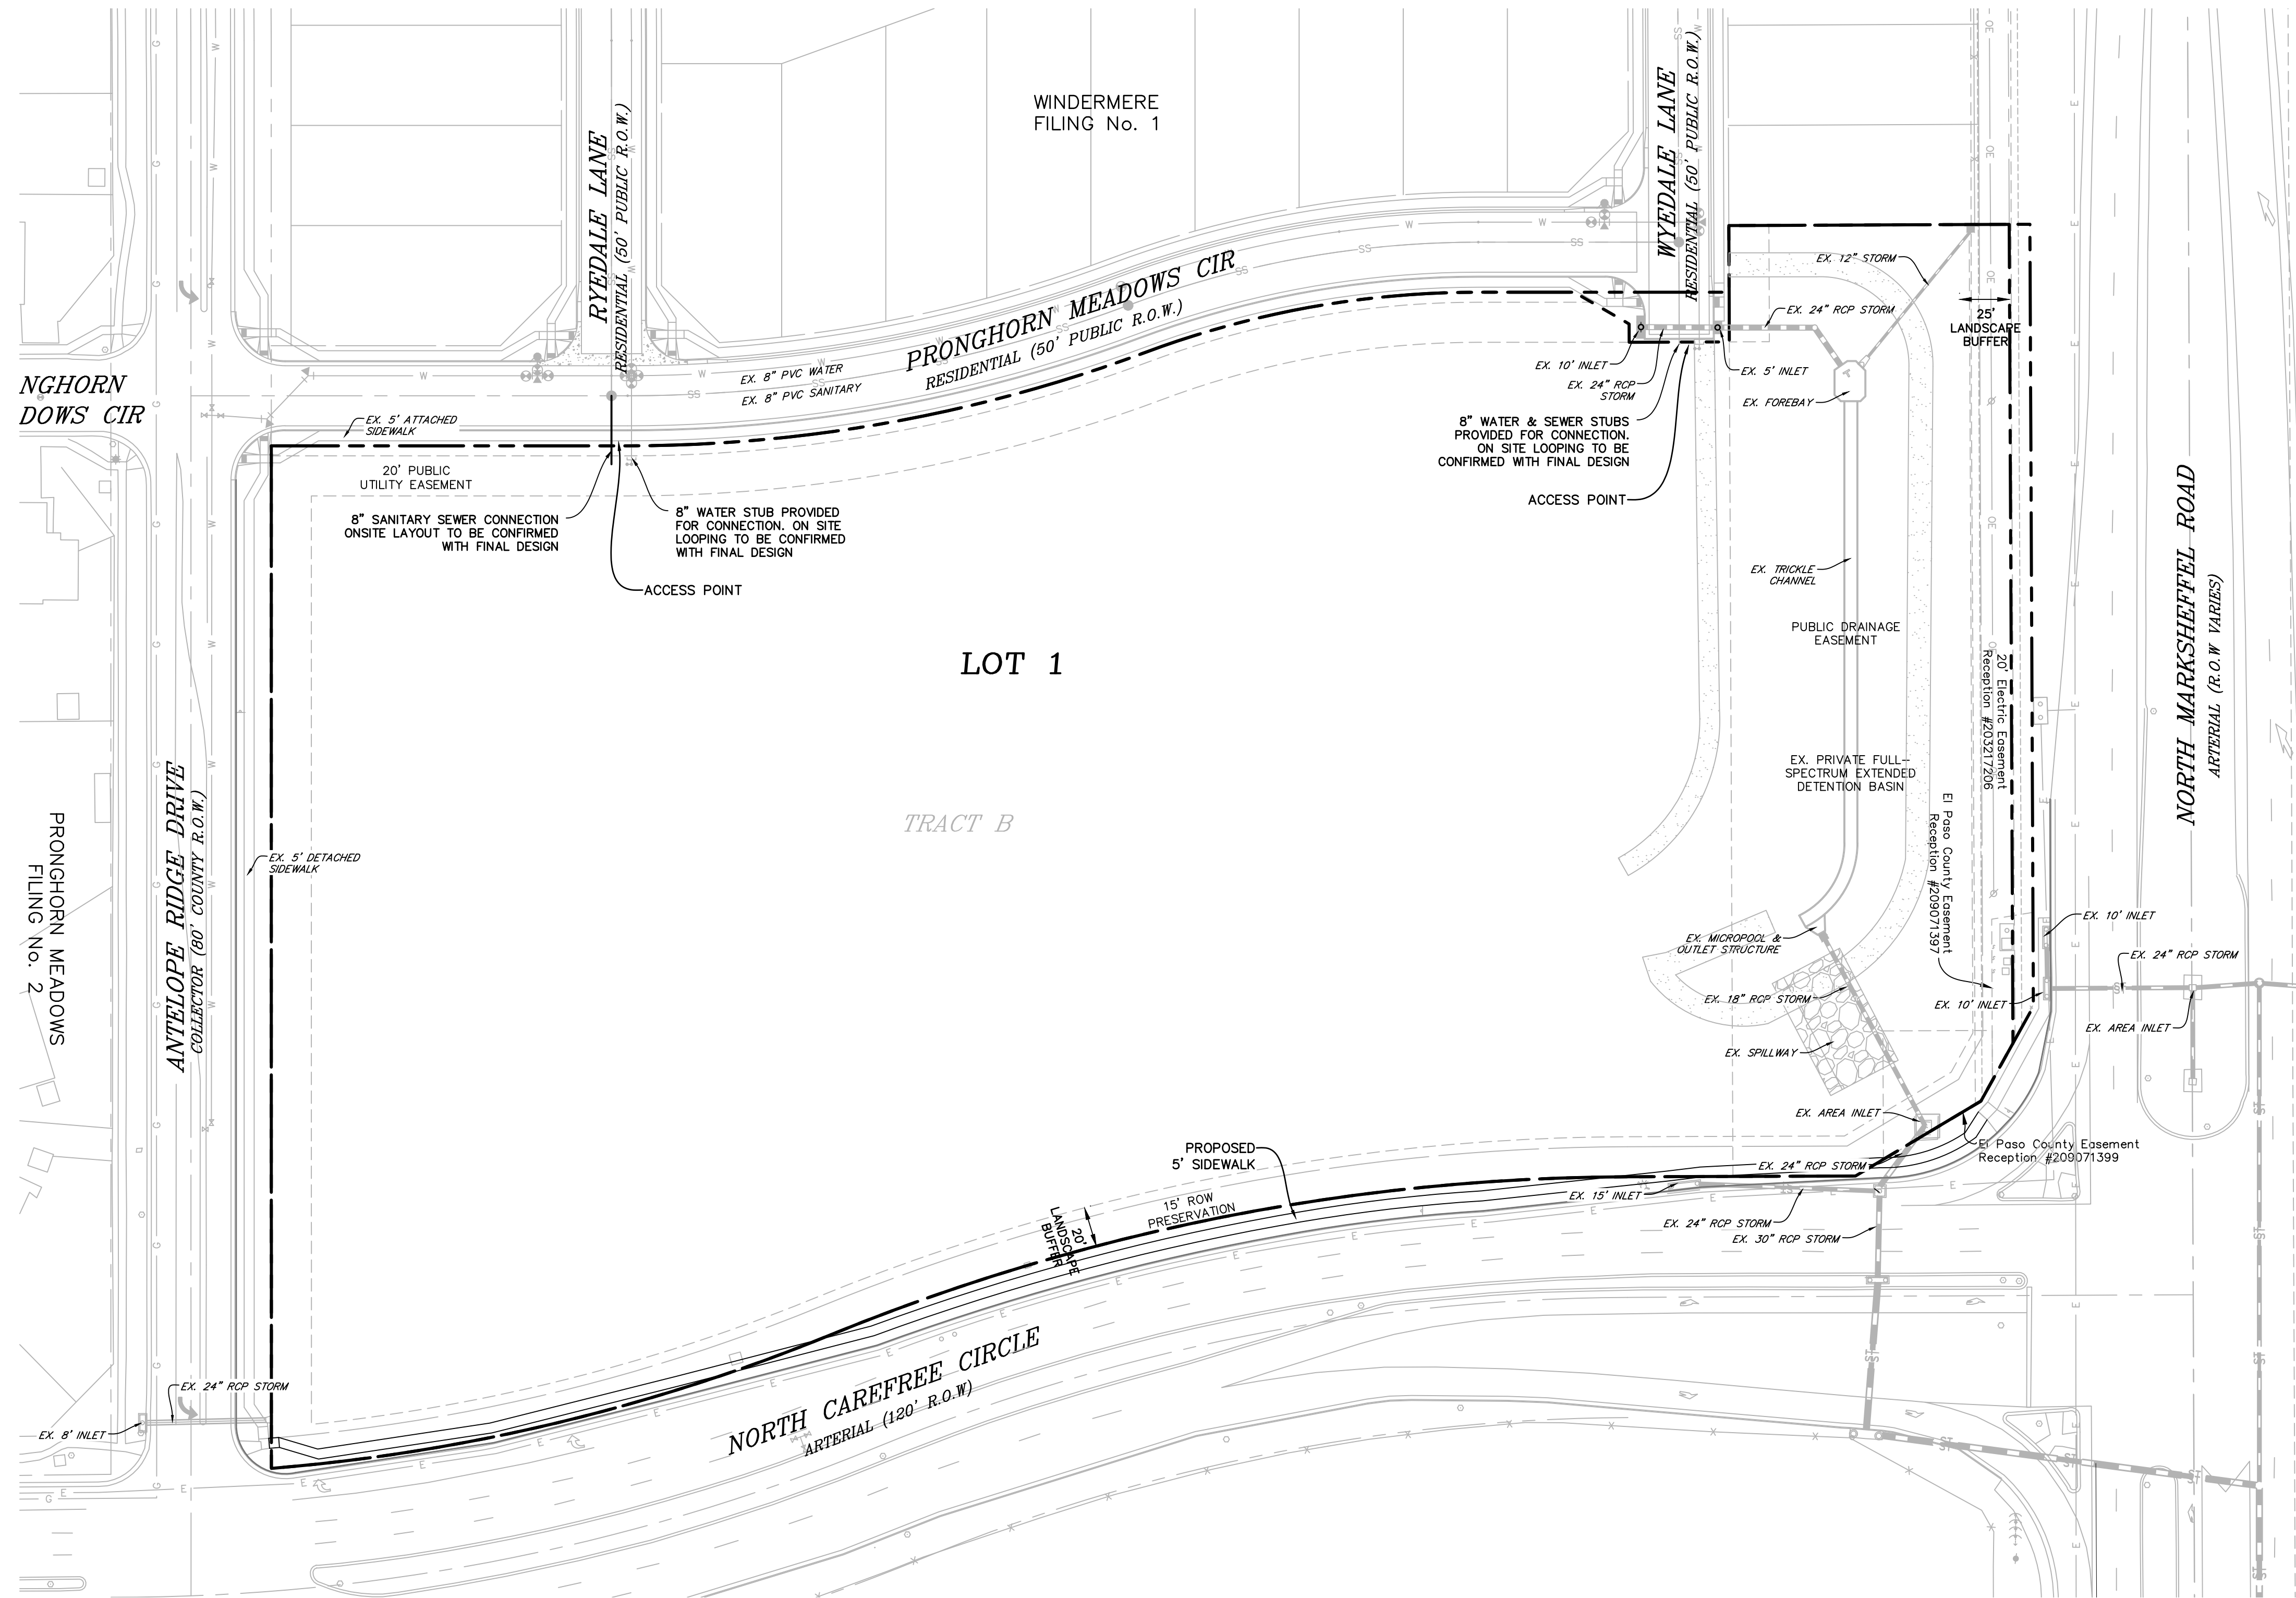 WINDERMERE
FILING No. 1
RYEDALE LANE
RESIDENTIAL (50' PUBLIC R.O.W.)
WYEDALE LANE
RESIDENTIAL (50' PUBLIC R.O.W.)
PRONGHORN MEADOWS CIR
RESIDENTIAL (50' PUBLIC R.O.W.)
NGHORN
DOWS CIR
EX. 8" PVC WATER
EX. 8" PVC SANITARY
EX. 5' ATTACHED
SIDEWALK
20' PUBLIC
UTILITY EASEMENT
8" SANITARY SEWER CONNECTION
ONSITE LAYOUT TO BE CONFIRMED
WITH FINAL DESIGN
8" WATER STUB PROVIDED
FOR CONNECTION. ON SITE
LOOPING TO BE CONFIRMED
WITH FINAL DESIGN
ACCESS POINT
EX. 12" STORM
EX. 24" RCP STORM
25'
LANDSCAPE
BUFFER
EX. 10' INLET
EX. 24" RCP
STORM
EX. 5' INLET
EX. FOREBAY
8" WATER & SEWER STUBS
PROVIDED FOR CONNECTION.
ON SITE LOOPING TO BE
CONFIRMED WITH FINAL DESIGN
ACCESS POINT
EX. TRICKLE
CHANNEL
PUBLIC DRAINAGE
EASEMENT
20' Electric Easement
Reception #203217206
NORTH MARKSHEFFEL ROAD
ARTERIAL (R.O.W VARIES)
LOT 1
TRACT B
EX. PRIVATE FULL-
SPECTRUM EXTENDED
DETENTION BASIN
El Paso County Easement
Reception #209071397
ANTELOPE RIDGE DRIVE
COLLECTOR (80' COUNTY R.O.W.)
EX. 5' DETACHED
SIDEWALK
PRONGHORN MEADOWS
FILING No. 2
EX. MICROPOOL &
OUTLET STRUCTURE
EX. 10' INLET
EX. 24" RCP STORM
EX. 18" RCP STORM
EX. 10' INLET
EX. AREA INLET
EX. SPILLWAY
EX. AREA INLET
El Paso County Easement
Reception #209071399
PROPOSED
5' SIDEWALK
EX. 24" RCP STORM
EX. 15' INLET
15' ROW
PRESERVATION
20'
LANDSCAPE
BUFFER
EX. 24" RCP STORM
EX. 30" RCP STORM
NORTH CAREFREE CIRCLE
ARTERIAL (120' R.O.W)
EX. 24" RCP STORM
EX. 8' INLET